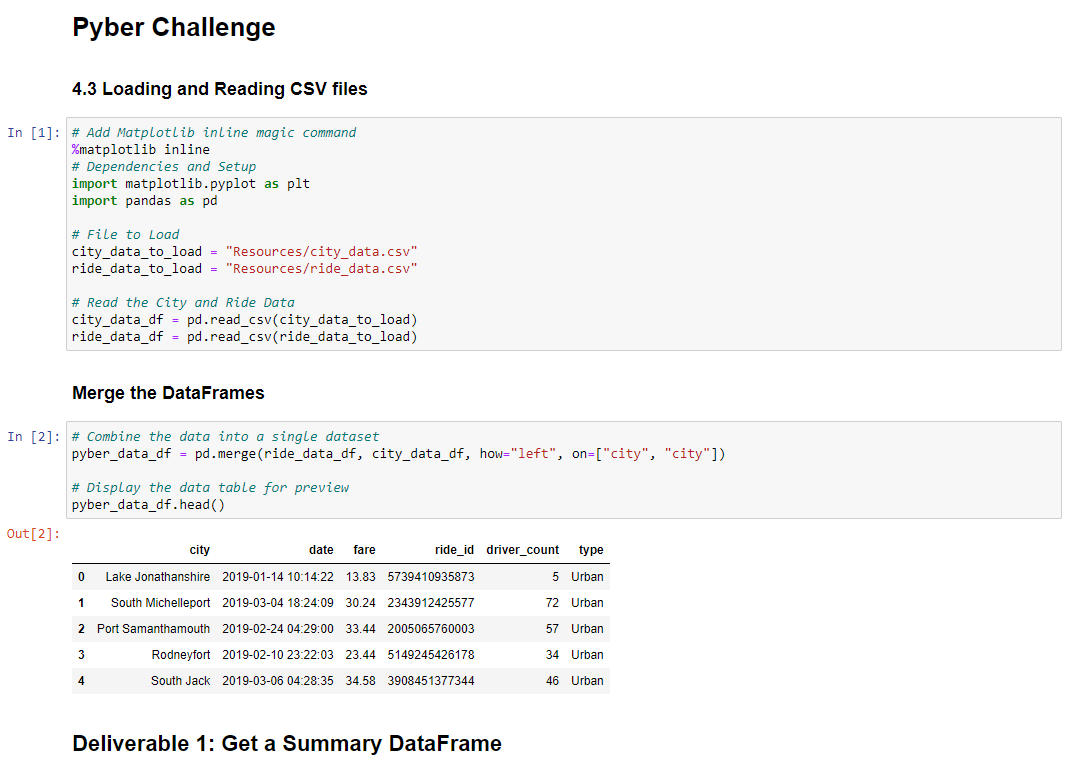 Pyber Challenge
4.3 Loading and Reading CSV files
In [1]:
# Add Matplotlib inline magic command
%matplotlib inline
# Dependencies and Setup
import matplotlib.pyplot as plt
import pandas as pd
# File to Load
city_data_to_load = "Resources/city_data.csv"
ride_data_to_load = "Resources/ride_data.csv"
# Read the City and Ride Data
city_data_df = pd.read_csv(city_data_to_load)
ride_data_df = pd.read_csv(ride_data_to_load)
Merge the DataFrames
In [2]:
# Combine the data into a single dataset
pyber_data_df = pd.merge(ride_data_df, city_data_df, how="left", on=["city", "city"])
# Display the data table for preview
pyber_data_df.head()
Out[2]:
city date fare ride_id driver_count type
0 Lake Jonathanshire 2019-01-14 10:14:22 13.83 5739410935873 5 Urban
1 South Michelleport 2019-03-04 18:24:09 30.24 2343912425577 72 Urban
2 Port Samanthamouth 2019-02-24 04:29:00 33.44 2005065760003 57 Urban
3 Rodneyfort 2019-02-10 23:22:03 23.44 5149245426178 34 Urban
4 South Jack 2019-03-06 04:28:35 34.58 3908451377344 46 Urban
Deliverable 1: Get a Summary DataFrame